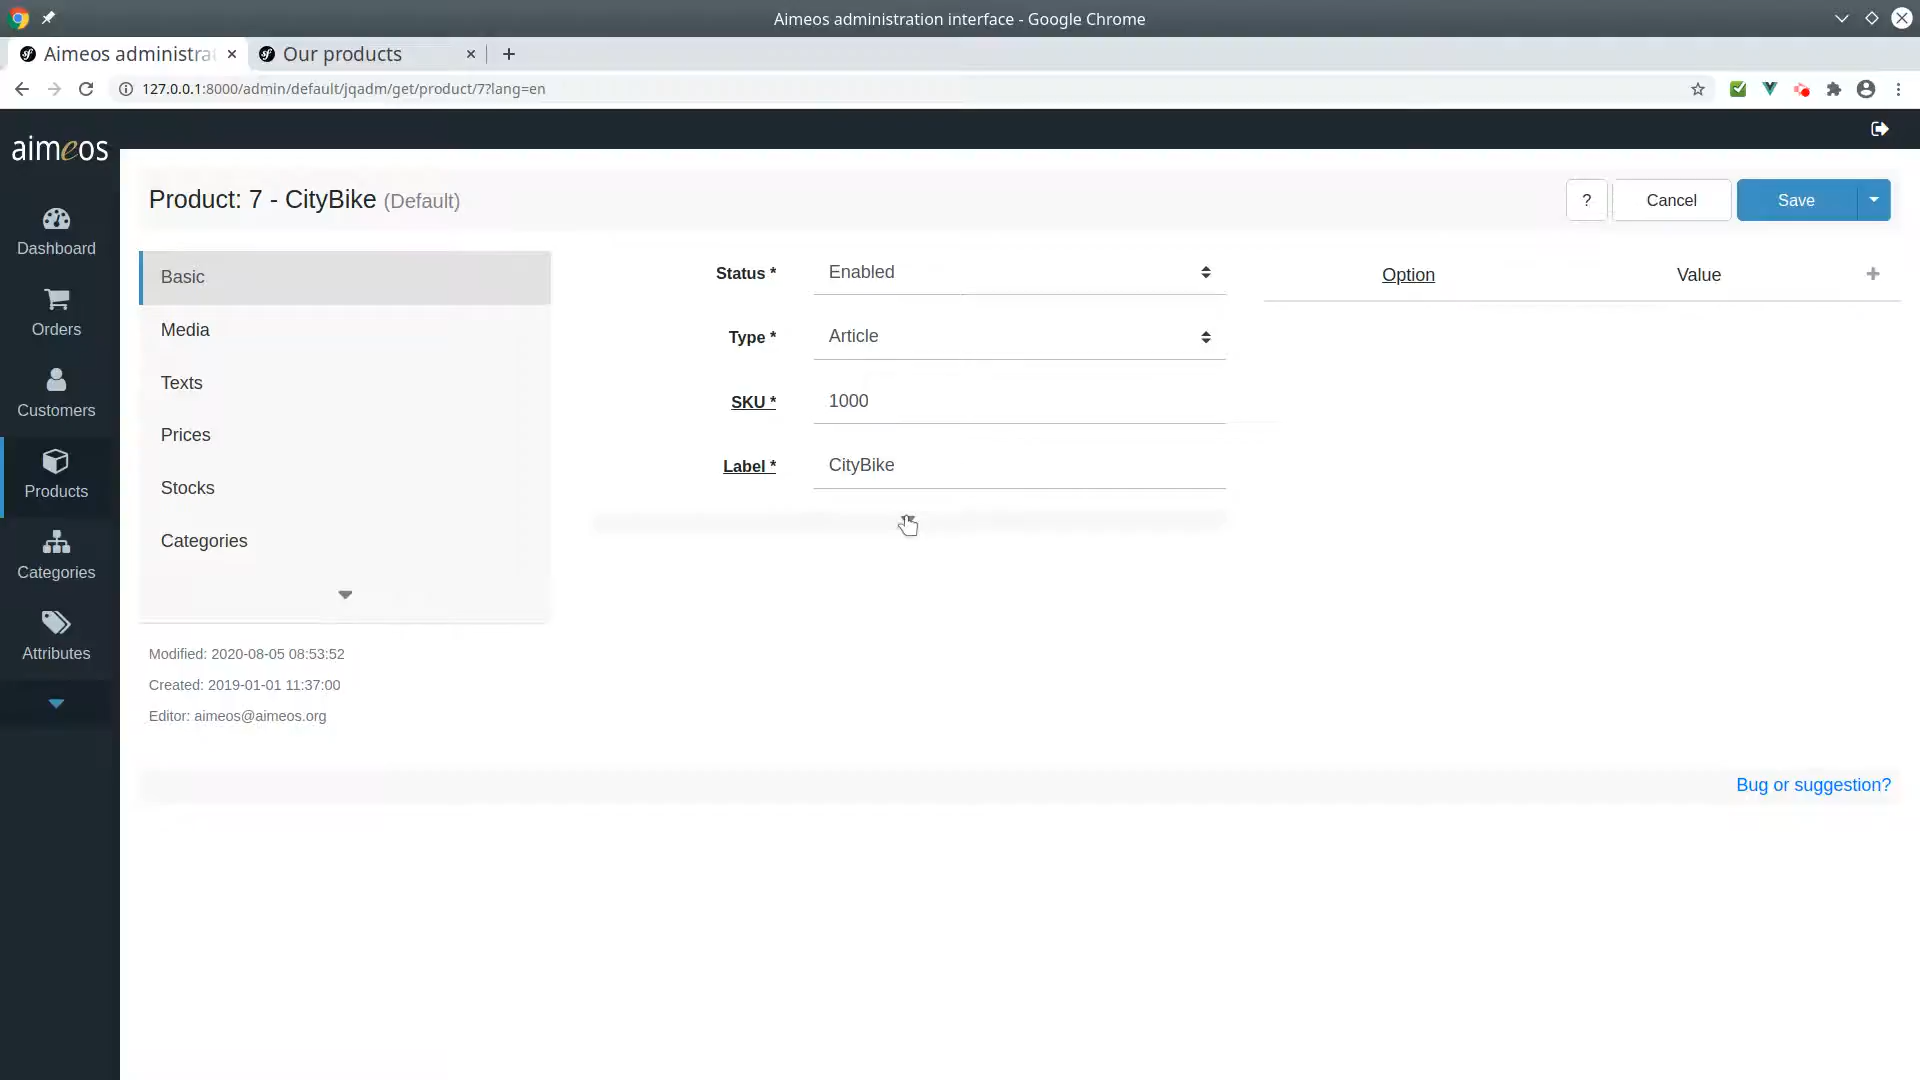 Aimeos administration interface - Google Chrome
Aimeos administra
Our products
127.0.0.1:8000/admin/default/jqadm/get/product/7?lang=en
aimeos
Product: 7 - CityBike (Default)
?
Cancel
Save
Dashboard
Orders
Customers
Products
Categories
Attributes
Basic
Media
Texts
Prices
Stocks
Categories
Modified: 2020-08-05 08:53:52
Created: 2019-01-01 11:37:00
Editor: aimeos@aimeos.org
Status * Enabled
Type * Article
SKU * 1000
Label * CityBike
Option Value +
Bug or suggestion?